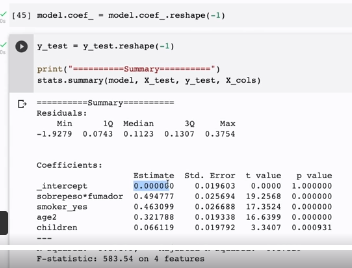 [45] model.coef_ = model.coef_.reshape(-1)
y_test = y_test.reshape(-1)
print("==========Summary==========")
stats.summary(model, X_test, y_test, X_cols)
==========Summary==========
Residuals:
Min 1Q Median 3Q Max
-1.9279 0.0743 0.1123 0.1307 0.3754
Coefficients:
Estimate Std. Error t value p value
_intercept 0.000000 0.019603 0.0000 1.000000
sobrepeso*fumador 0.494777 0.025694 19.2568 0.000000
smoker_yes 0.463099 0.026688 17.3524 0.000000
age2 0.321788 0.019338 16.6399 0.000000
children 0.066119 0.019792 3.3407 0.000931
---
F-statistic: 583.54 on 4 features